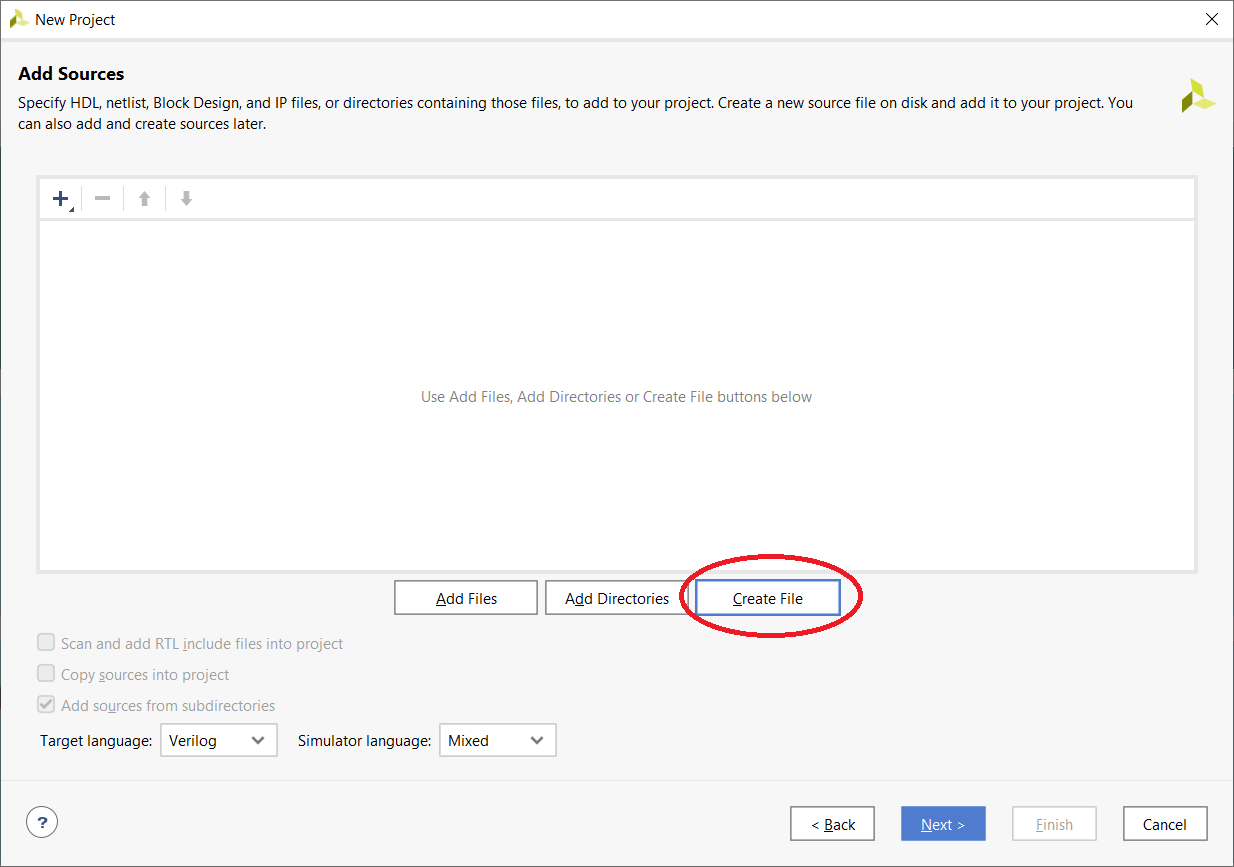 New Project
Add Sources
Specify HDL, netlist, Block Design, and IP files, or directories containing those files, to add to your project. Create a new source file on disk and add it to your project. You
can also add and create sources later.
Use Add Files, Add Directories or Create File buttons below
Add Files
Add Directories
Create File
Scan and add RTL include files into project
Copy sources into project
Add sources from subdirectories
Target language: Verilog Simulator language: Mixed
? < Back Next > Finish Cancel